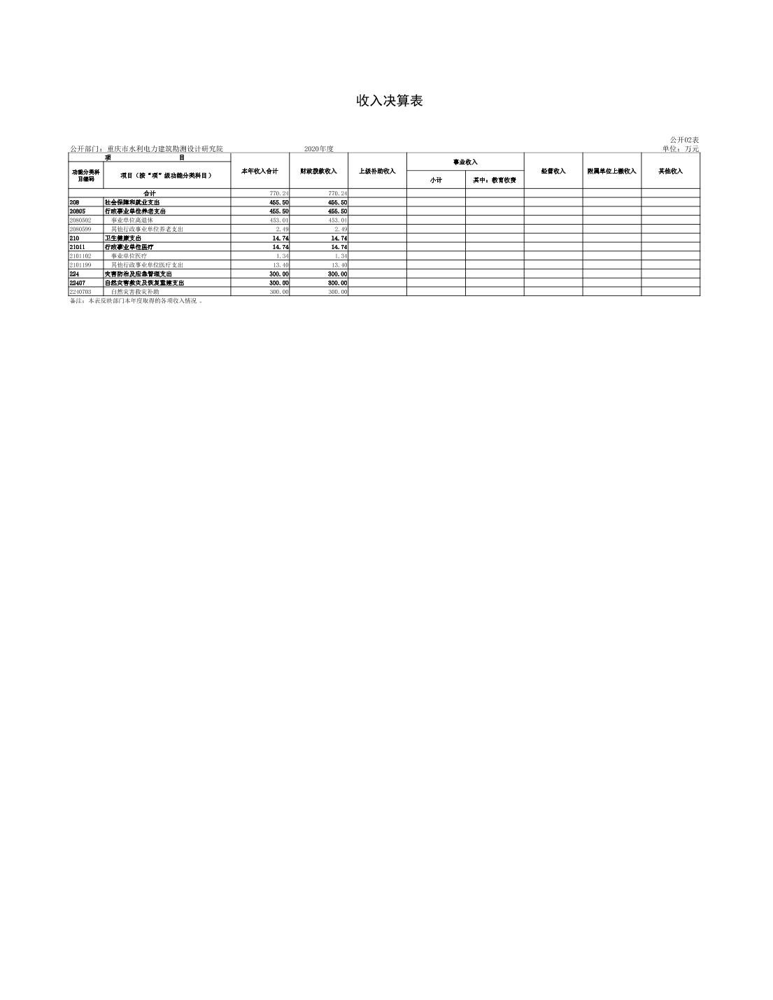 收入决算表
公开02表
公开部门：重庆市水利电力建筑勘测设计研究院 2020年度 单位：万元
项 目 本年收入合计 财政拨款收入 上级补助收入 事业收入 经营收入 附属单位上缴收入 其他收入
功能分类科目编码 项目（按“项”级功能分类科目） 小计 其中：教育收费
合计 770.24 770.24
208 社会保障和就业支出 455.50 455.50
20805 行政事业单位养老支出 455.50 455.50
2080502 事业单位离退休 453.01 453.01
2080599 其他行政事业单位养老支出 2.49 2.49
210 卫生健康支出 14.74 14.74
21011 行政事业单位医疗 14.74 14.74
2101102 事业单位医疗 1.34 1.34
2101199 其他行政事业单位医疗支出 13.40 13.40
224 灾害防治及应急管理支出 300.00 300.00
22407 自然灾害救灾及恢复重建支出 300.00 300.00
2240703 自然灾害救灾补助 300.00 300.00
备注：本表反映部门本年度取得的各项收入情况 。